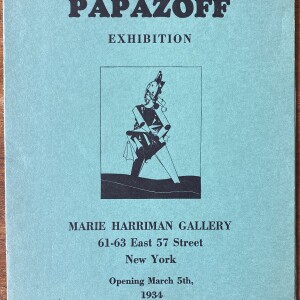 PAPAZOFF
EXHIBITION
MARIE HARRIMAN GALLERY
61-63 East 57 Street
New York
Opening March 5th,
1934